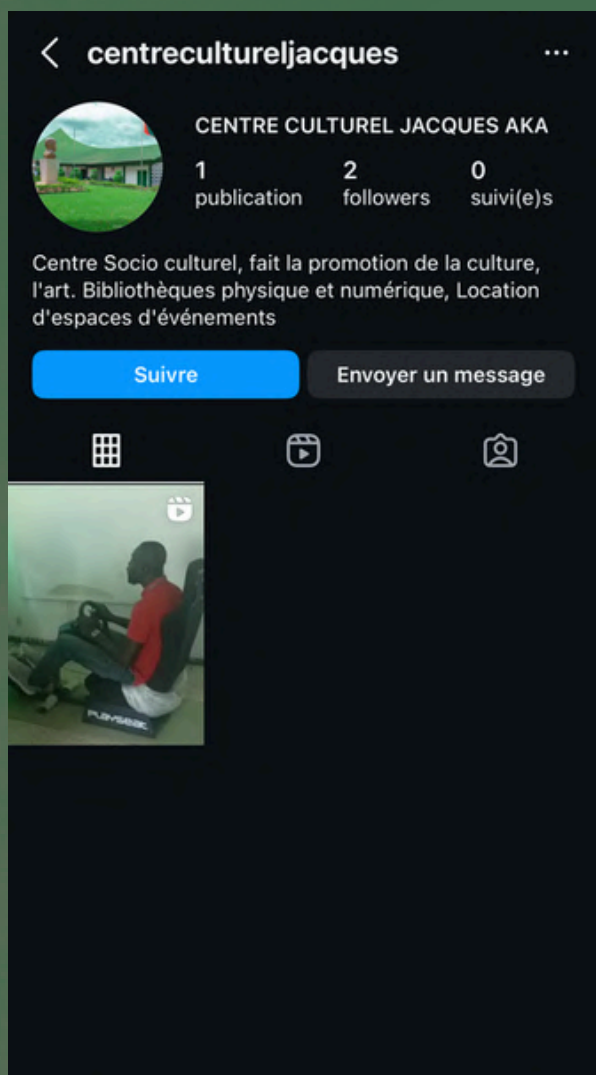 centrecultureljacques
CENTRE CULTUREL JACQUES AKA
1 2 0
publication followers suivi(e)s
Centre Socio culturel, fait la promotion de la culture,
l'art. Bibliothèques physique et numérique, Location
d'espaces d'événements
Suivre Envoyer un message
PLAYSEAT